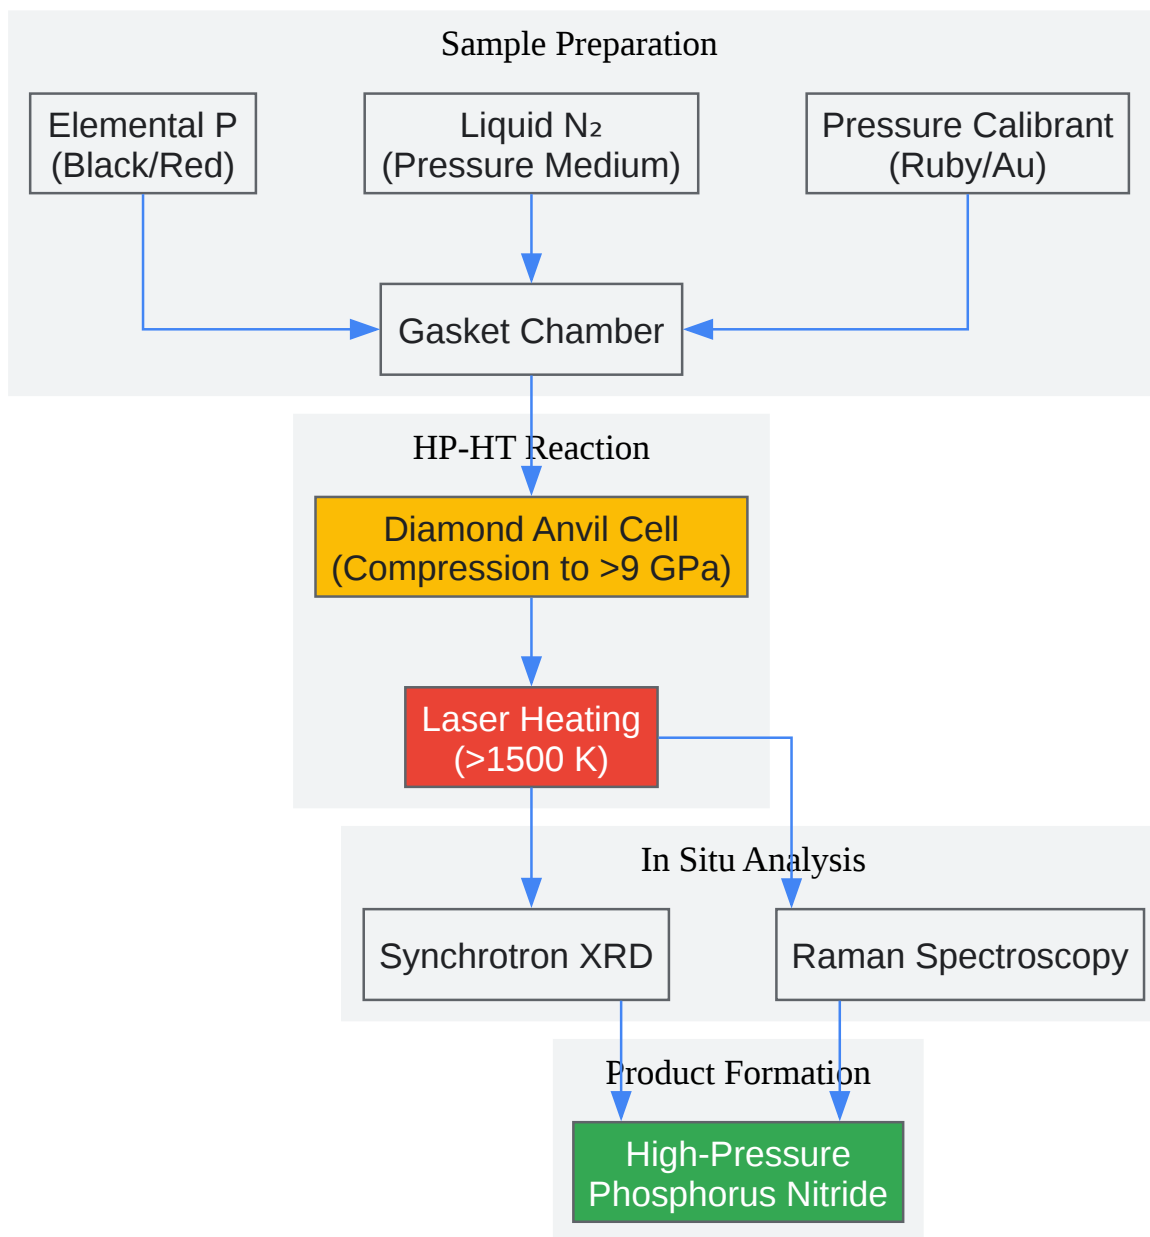 Sample Preparation
Elemental P
(Black/Red)
Liquid N₂
(Pressure Medium)
Pressure Calibrant
(Ruby/Au)
Gasket Chamber
HP-HT Reaction
Diamond Anvil Cell
(Compression to >9 GPa)
Laser Heating
(>1500 K)
In Situ Analysis
Synchrotron XRD
Raman Spectroscopy
Product Formation
High-Pressure
Phosphorus Nitride